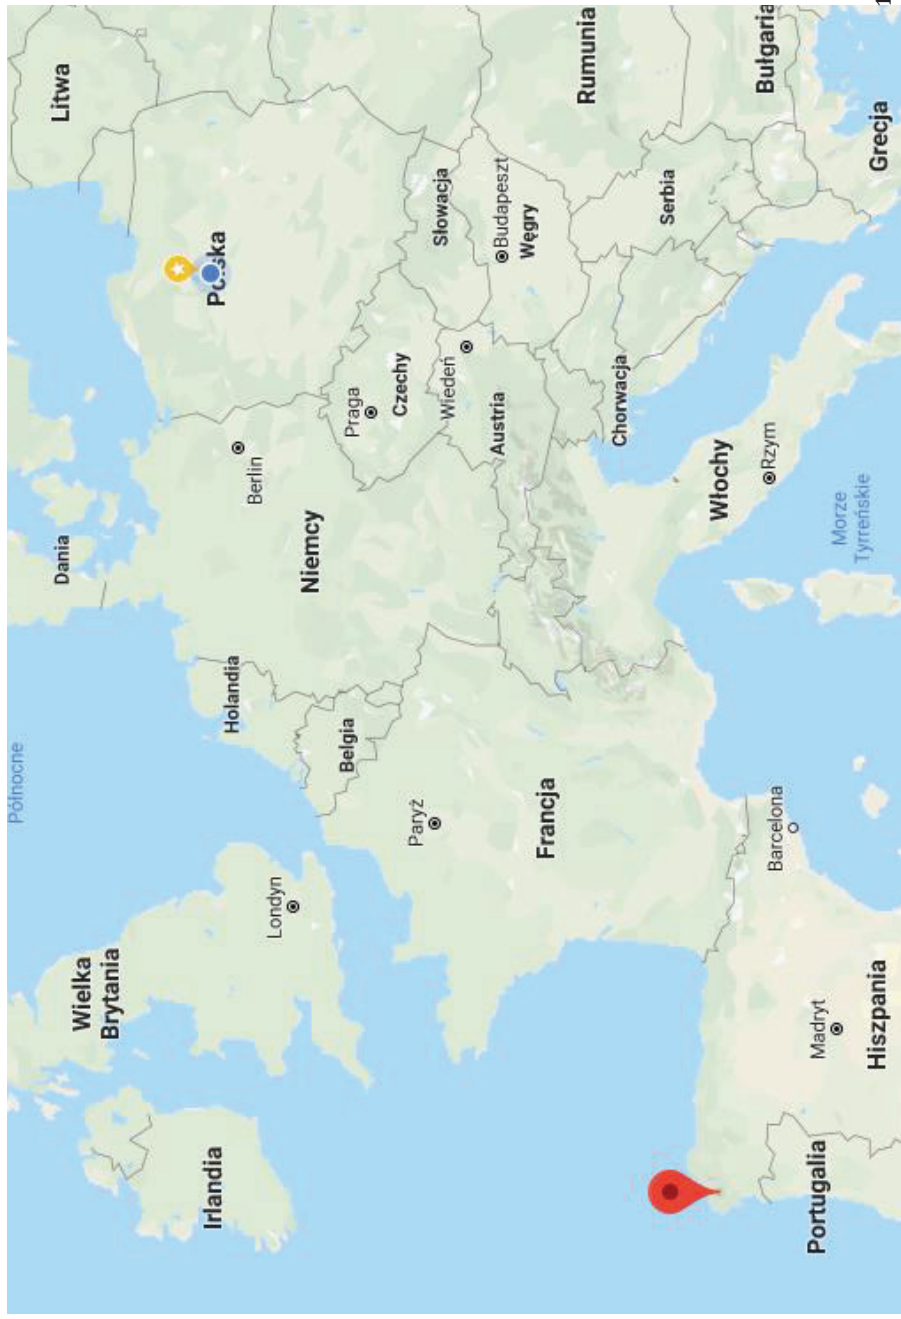 Północne
Dania
Litwa
Wielka
Brytania
Irlandia
Holandia
Berlin
Polska
Londyn
Niemcy
Belgia
Praga
Czechy
Paryż
Wiedeń
Słowacja
Austria
Budapeszt
Węgry
Francja
Rumunia
Chorwacja
Serbia
Włochy
Rzym
Bułgaria
Barcelona
Madryt
Portugalia
Hiszpania
Morze
Tyrreńskie
Grecja